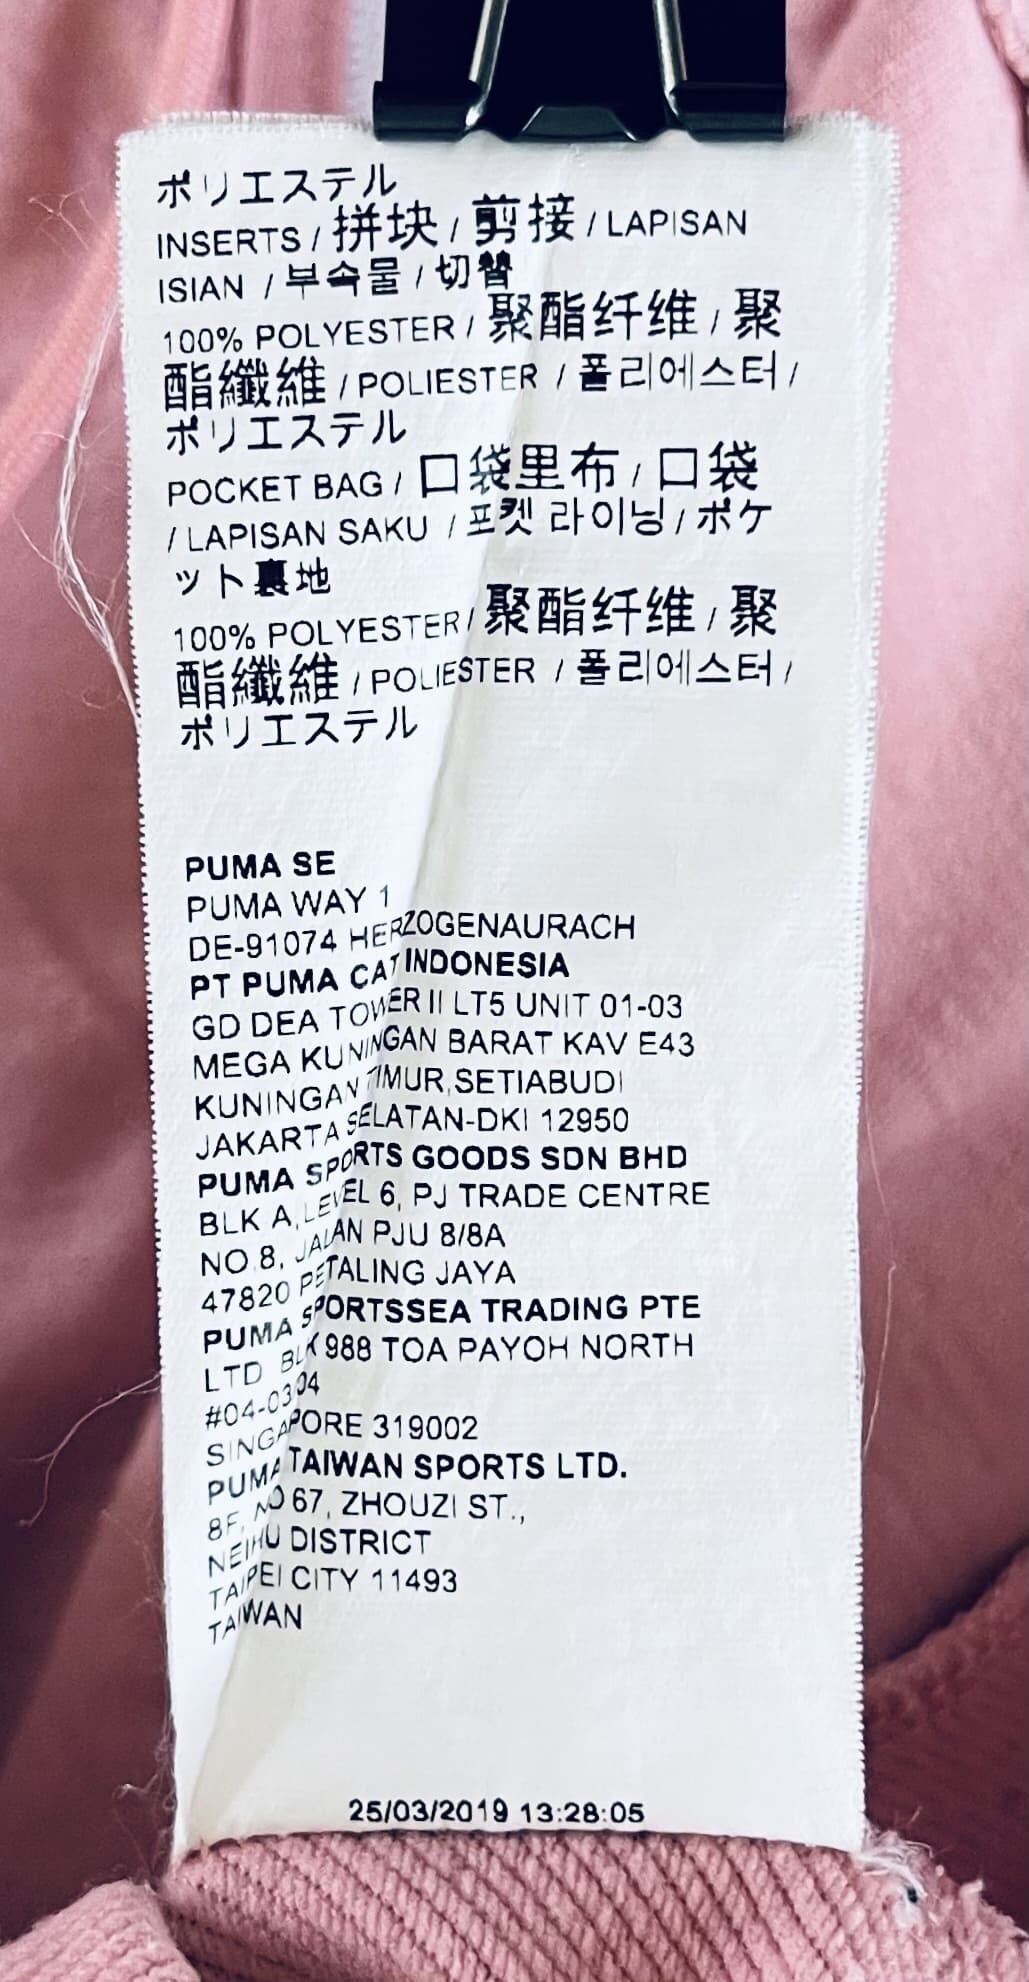 ポリエステル
INSERTS / 拼块 / 剪接 / LAPISAN
ISIAN / 부속물 / 切替
100% POLYESTER / 聚酯纤维 / 聚
酯纖維 / POLIESTER / 폴리에스터 /
ポリエステル
POCKET BAG / 口袋里布 / 口袋
/ LAPISAN SAKU / 포켓 라이닝 / ポケ
ット裏地
100% POLYESTER / 聚酯纤维 / 聚
酯纖維 / POLIESTER / 폴리에스터 /
ポリエステル
PUMA SE
PUMA WAY 1
DE-91074 HERZOGENAURACH
PT PUMA CAT INDONESIA
GD DEA TOWER II LT5 UNIT 01-03
MEGA KUNINGAN BARAT KAV E43
KUNINGAN TIMUR,SETIABUDI
JAKARTA SELATAN-DKI 12950
PUMA SPORTS GOODS SDN BHD
BLK A, LEVEL 6, PJ TRADE CENTRE
NO.8, JALAN PJU 8/8A
47820 PETALING JAYA
PUMA SPORTSSEA TRADING PTE
LTD BLK 988 TOA PAYOH NORTH
#04-0304
SINGAPORE 319002
PUMA TAIWAN SPORTS LTD.
8F, NO 67, ZHOUZI ST.,
NEIHU DISTRICT
TAIPEI CITY 11493
TAIWAN
25/03/2019 13:28:05